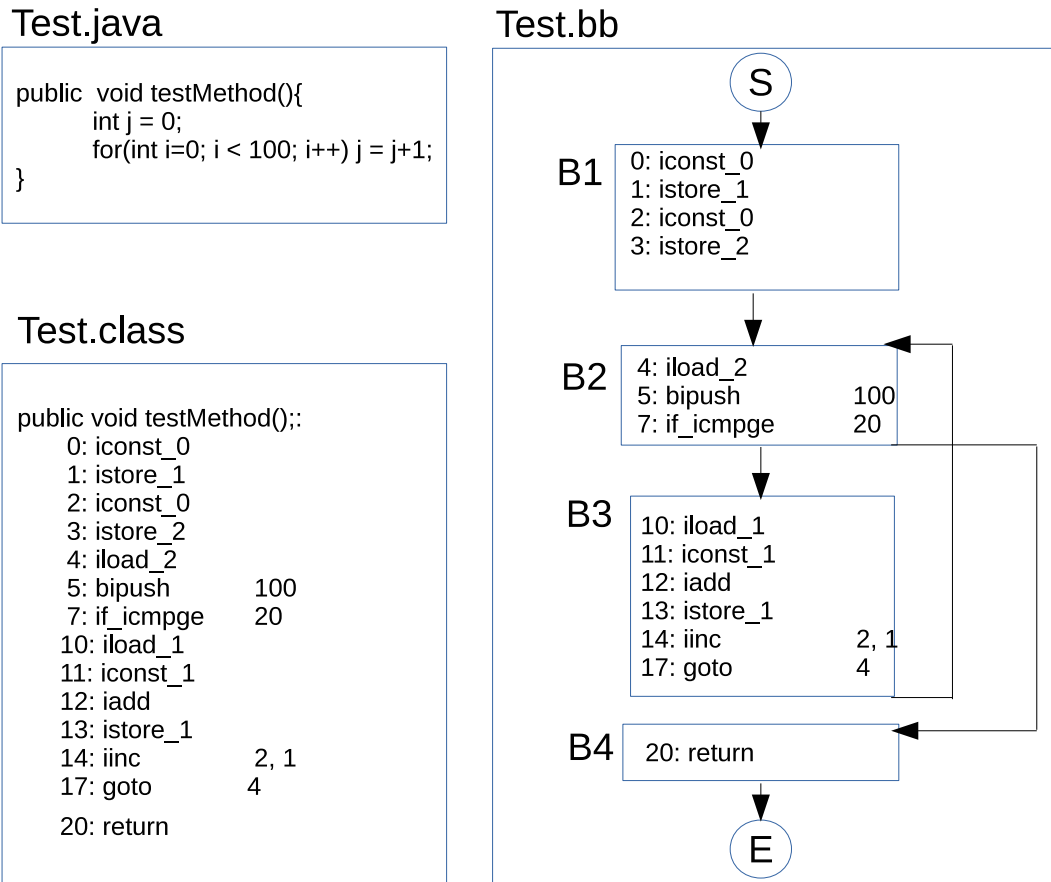 Test.java
public  void testMethod(){
int j = 0;
for(int i=0; i < 100; i++) j = j+1;
}
Test.class
public void testMethod();:
0: iconst_0
1: istore_1
2: iconst_0
3: istore_2
4: iload_2
5: bipush 100
7: if_icmpge 20
10: iload_1
11: iconst_1
12: iadd
13: istore_1
14: iinc 2, 1
17: goto 4
20: return
Test.bb
S
B1
0: iconst_0
1: istore_1
2: iconst_0
3: istore_2
B2
4: iload_2
5: bipush 100
7: if_icmpge 20
B3
10: iload_1
11: iconst_1
12: iadd
13: istore_1
14: iinc 2, 1
17: goto 4
B4
20: return
E